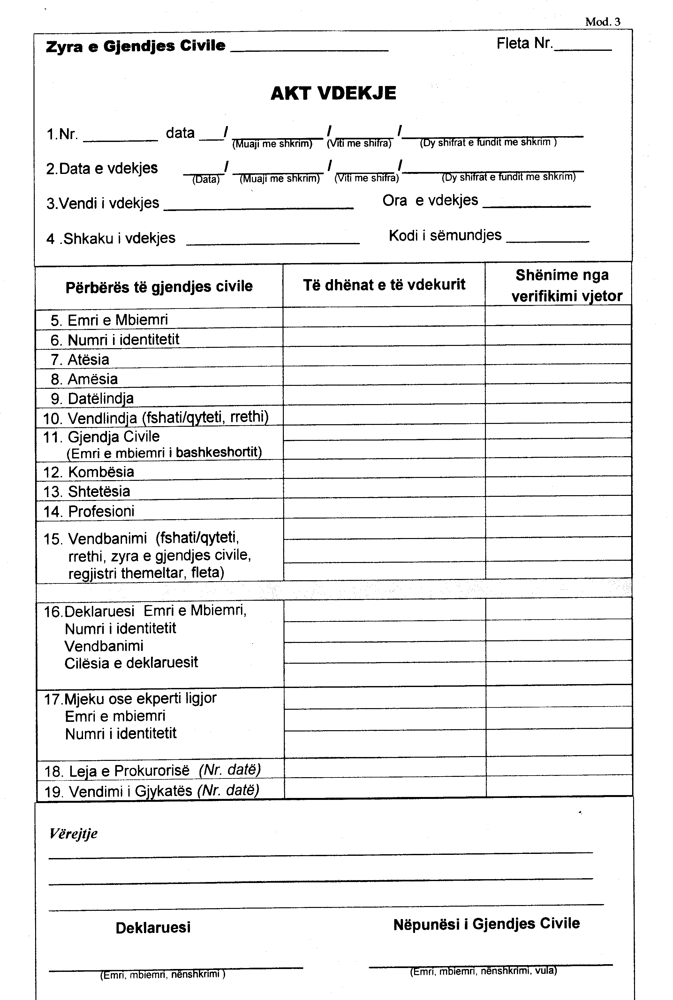 Mod. 3
Zyra e Gjendjes Civile Fleta Nr.
AKT VDEKJE
1.Nr. data / / /
(Muaji me shkrim) (Viti me shifra) (Dy shifrat e fundit me shkrim )
2.Data e vdekjes / / /
(Data) (Muaji me shkrim) (Viti me shifra) (Dy shifrat e fundit me shkrim)
3.Vendi i vdekjes Ora e vdekjes
4 .Shkaku i vdekjes Kodi i sëmundjes
Përbërës të gjendjes civile Të dhënat e të vdekurit Shënime nga
verifikimi vjetor
5. Emri e Mbiemri
6. Numri i identitetit
7. Atësia
8. Amësia
9. Datëlindja
10. Vendlindja (fshati/qyteti, rrethi)
11. Gjendja Civile
(Emri e mbiemri i bashkeshortit)
12. Kombësia
13. Shtetësia
14. Profesioni
15. Vendbanimi (fshati/qyteti,
rrethi, zyra e gjendjes civile,
regjistri themeltar, fleta)
16.Deklaruesi Emri e Mbiemri,
Numri i identitetit
Vendbanimi
Cilësia e deklaruesit
17.Mjeku ose ekperti ligjor
Emri e mbiemri
Numri i identitetit
18. Leja e Prokurorisë (Nr. datë)
19. Vendimi i Gjykatës (Nr. datë)
Vërejtje
Deklaruesi Nëpunësi i Gjendjes Civile
(Emri, mbiemri, nënshkrimi ) (Emri, mbiemri, nënshkrimi, vula)